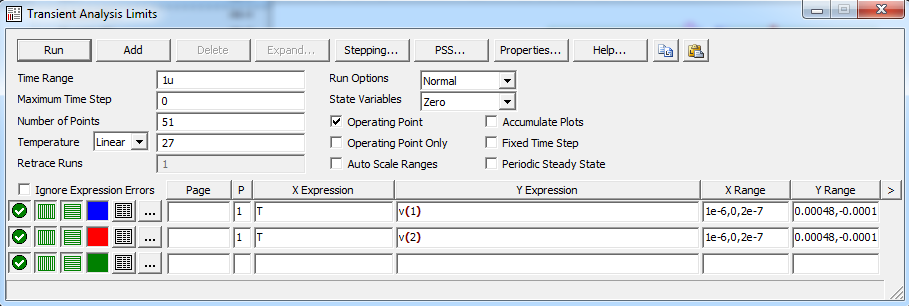 Transient Analysis Limits
Run Add Delete Expand... Stepping... PSS... Properties... Help...
Time Range 1u Run Options Normal
Maximum Time Step 0 State Variables Zero
Number of Points 51 Operating Point Accumulate Plots
Temperature Linear 27 Operating Point Only Fixed Time Step
Retrace Runs 1 Auto Scale Ranges Periodic Steady State
Ignore Expression Errors Page P X Expression Y Expression X Range Y Range >
... 1 T v(1) 1e-6,0,2e-7 0.00048,-0.0001
... 1 T v(2) 1e-6,0,2e-7 0.00048,-0.0001
...